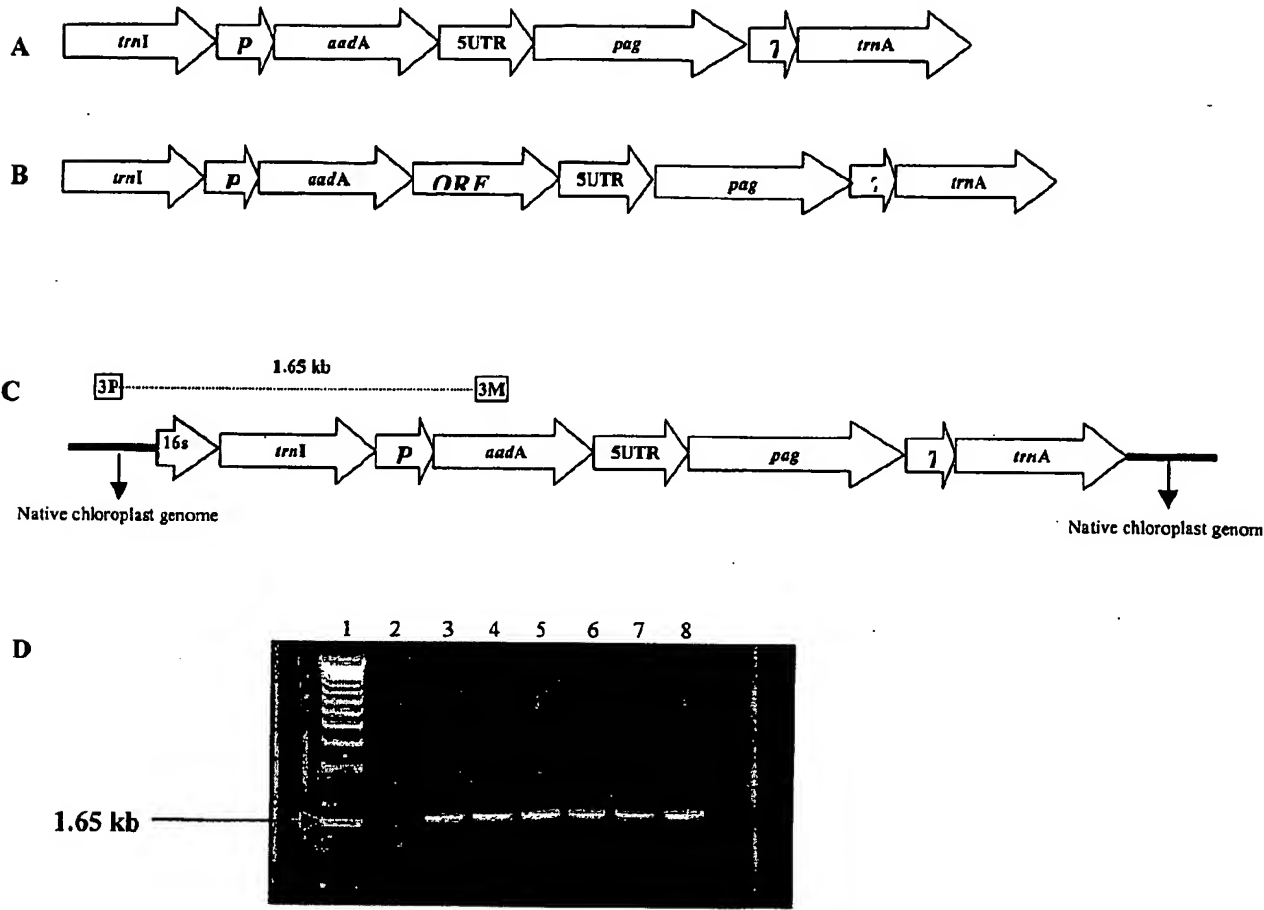 A trnI P aadA 5UTR pag trnA
B trnI P aadA ORF 5UTR pag trnA
1.65 kb
C 3P 3M
16s trnI P aadA 5UTR pag trnA
Native chloroplast genome
Native chloroplast genom
1 2 3 4 5 6 7 8
D
1.65 kb